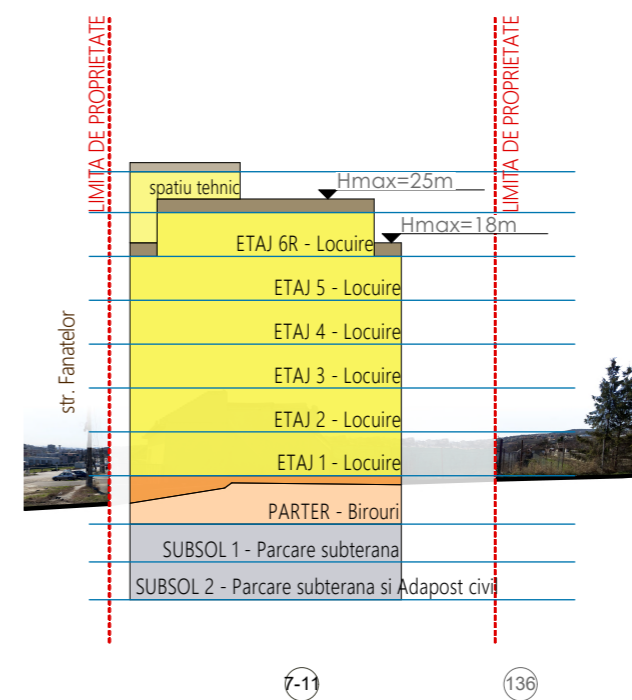 LIMITA DE PROPRIETATE
LIMITA DE PROPRIETATE
spatiu tehnic
Hmax=25m
Hmax=18m
ETAJ 6R - Locuire
ETAJ 5 - Locuire
str. Fanatelor
ETAJ 4 - Locuire
ETAJ 3 - Locuire
ETAJ 2 - Locuire
ETAJ 1 - Locuire
PARTER - Birouri
SUBSOL 1 - Parcare subterana
SUBSOL 2 - Parcare subterana si Adapost civil
7-11
136